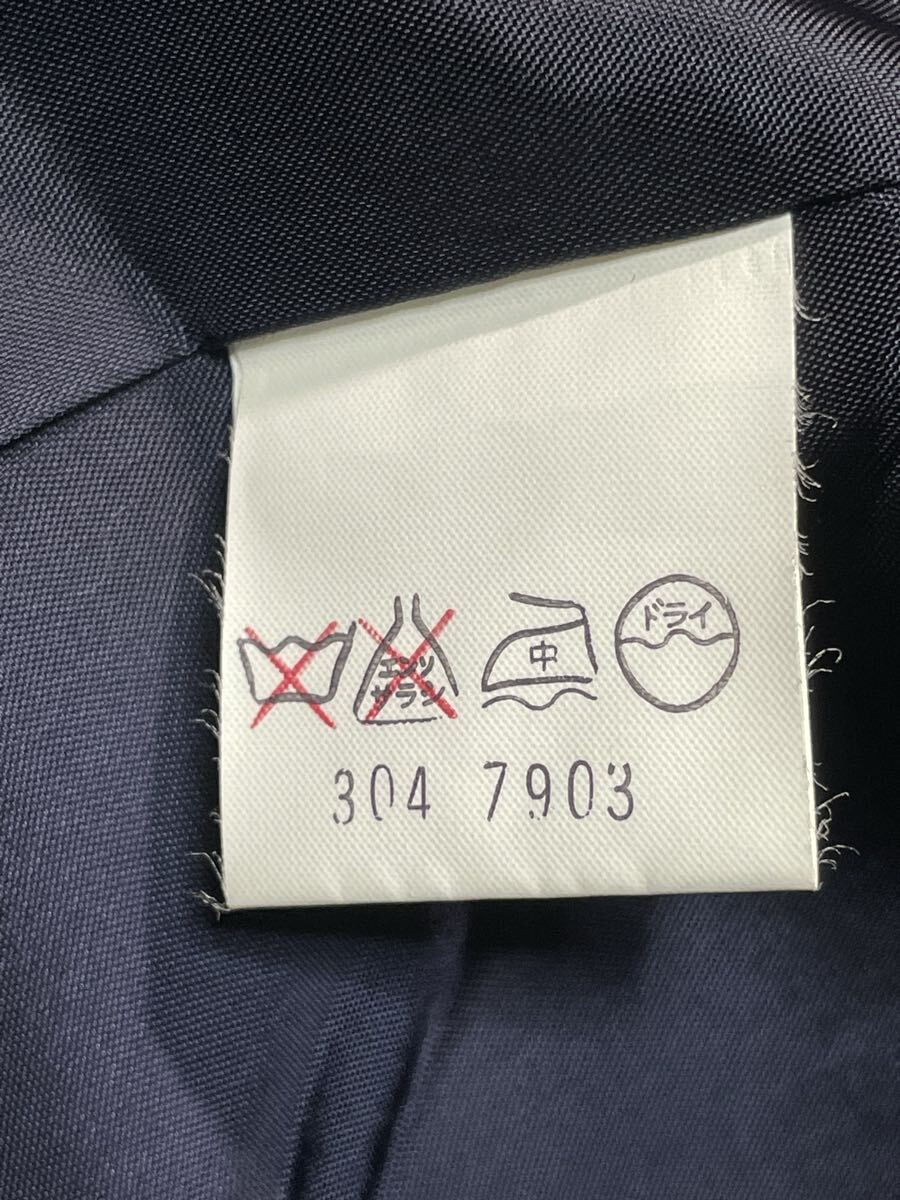 エンソ
サラシ
中
ドライ
304 7903